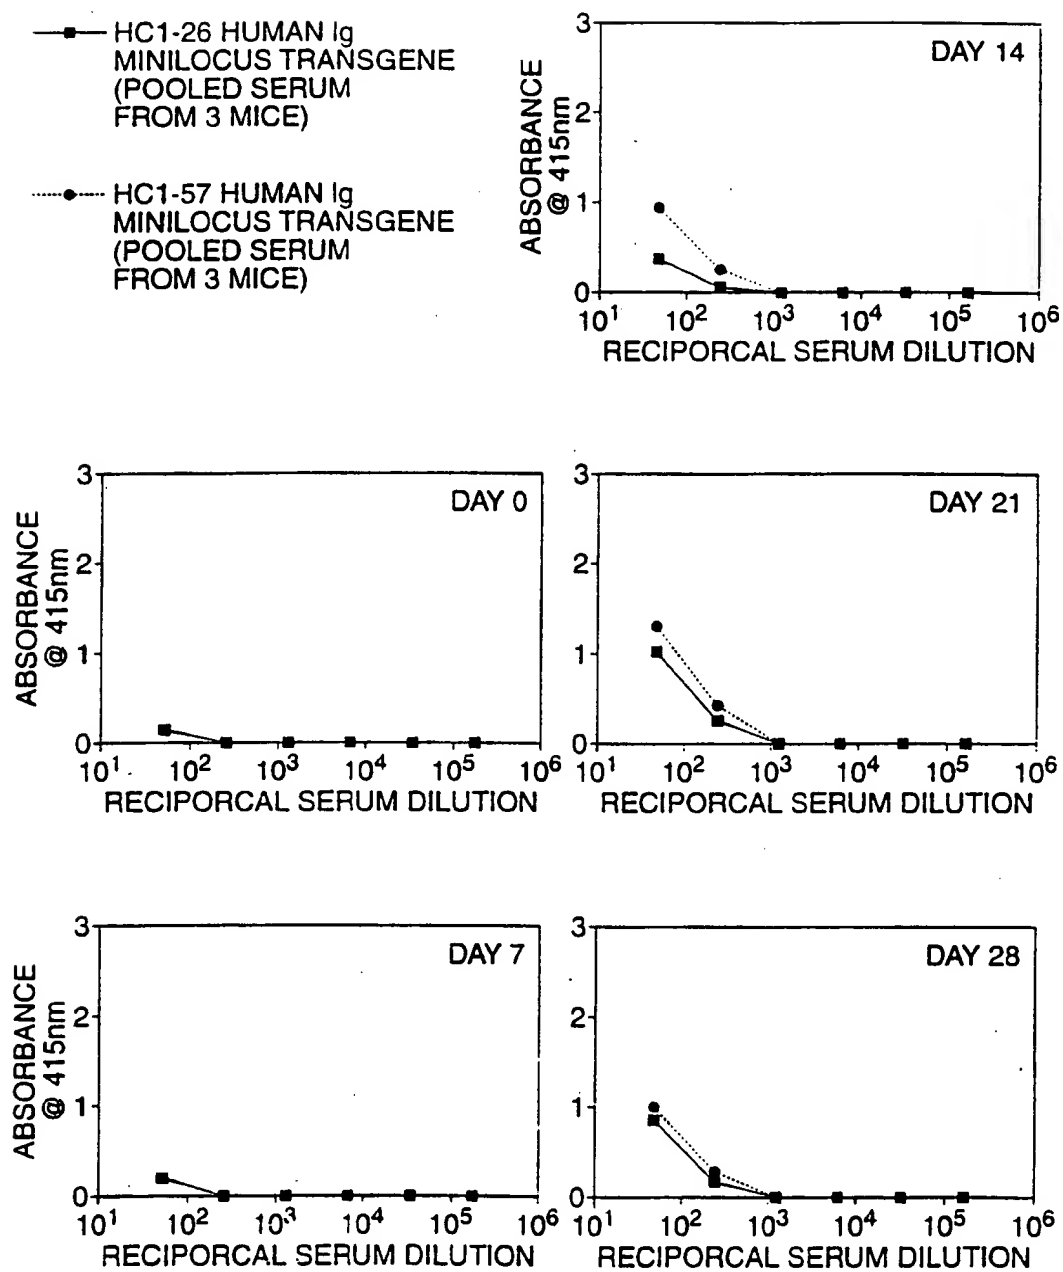 HC1-26 HUMAN Ig
MINILOCUS TRANSGENE
(POOLED SERUM
FROM 3 MICE)
HC1-57 HUMAN Ig
MINILOCUS TRANSGENE
(POOLED SERUM
FROM 3 MICE)
DAY 14
ABSORBANCE
@ 415nm
3
2
1
0
10¹ 10² 10³ 10⁴ 10⁵ 10⁶
RECIPORCAL SERUM DILUTION
DAY 0
ABSORBANCE
@ 415nm
3
2
1
0
10¹ 10² 10³ 10⁴ 10⁵ 10⁶
RECIPORCAL SERUM DILUTION
DAY 21
3
2
1
0
10¹ 10² 10³ 10⁴ 10⁵ 10⁶
RECIPORCAL SERUM DILUTION
DAY 7
ABSORBANCE
@ 415nm
3
2
1
0
10¹ 10² 10³ 10⁴ 10⁵ 10⁶
RECIPORCAL SERUM DILUTION
DAY 28
3
2
1
0
10¹ 10² 10³ 10⁴ 10⁵ 10⁶
RECIPORCAL SERUM DILUTION